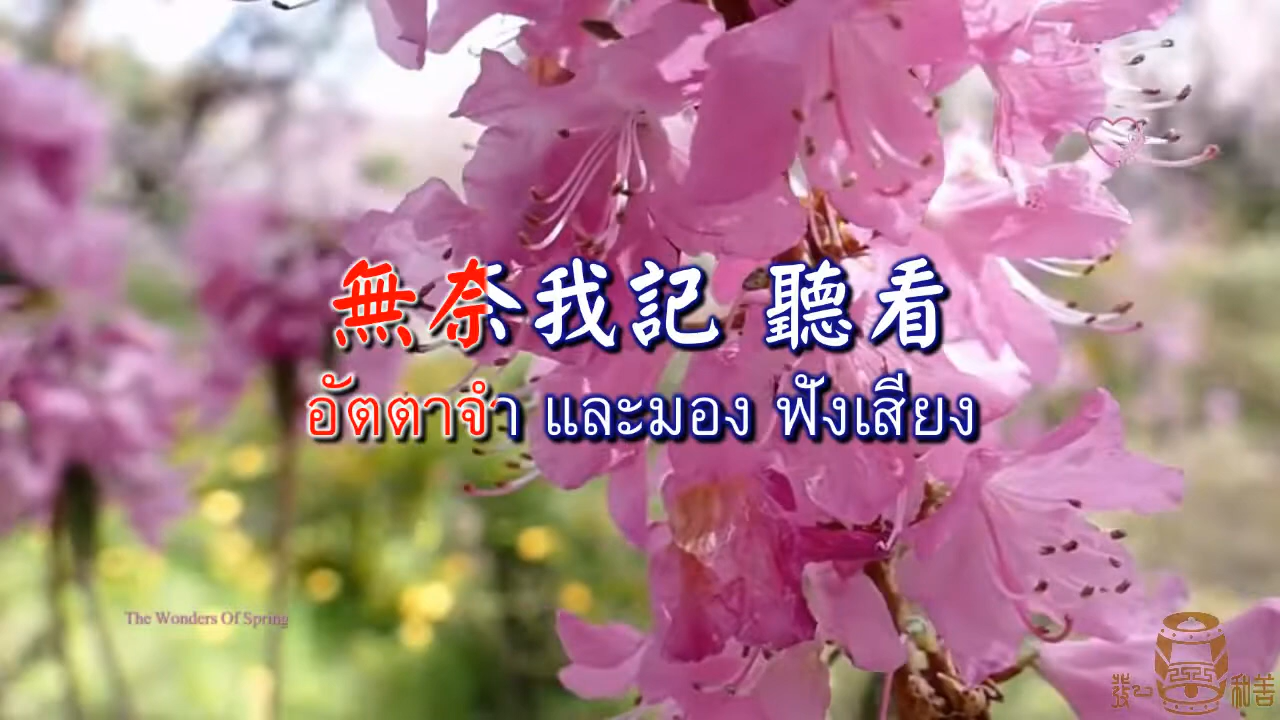 無奈我記 聽看
อัตตาจำ และมอง ฟังเสียง
The Wonders Of Spring